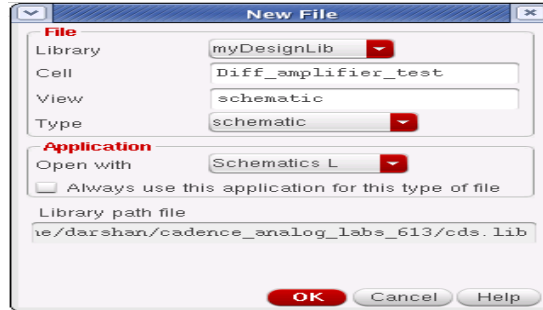 New File
File
Library myDesignLib
Cell Diff_amplifier_test
View schematic
Type schematic
Application
Open with Schematics L
Always use this application for this type of file
Library path file
ne/darshan/cadence_analog_labs_613/cds.lib
OK Cancel Help